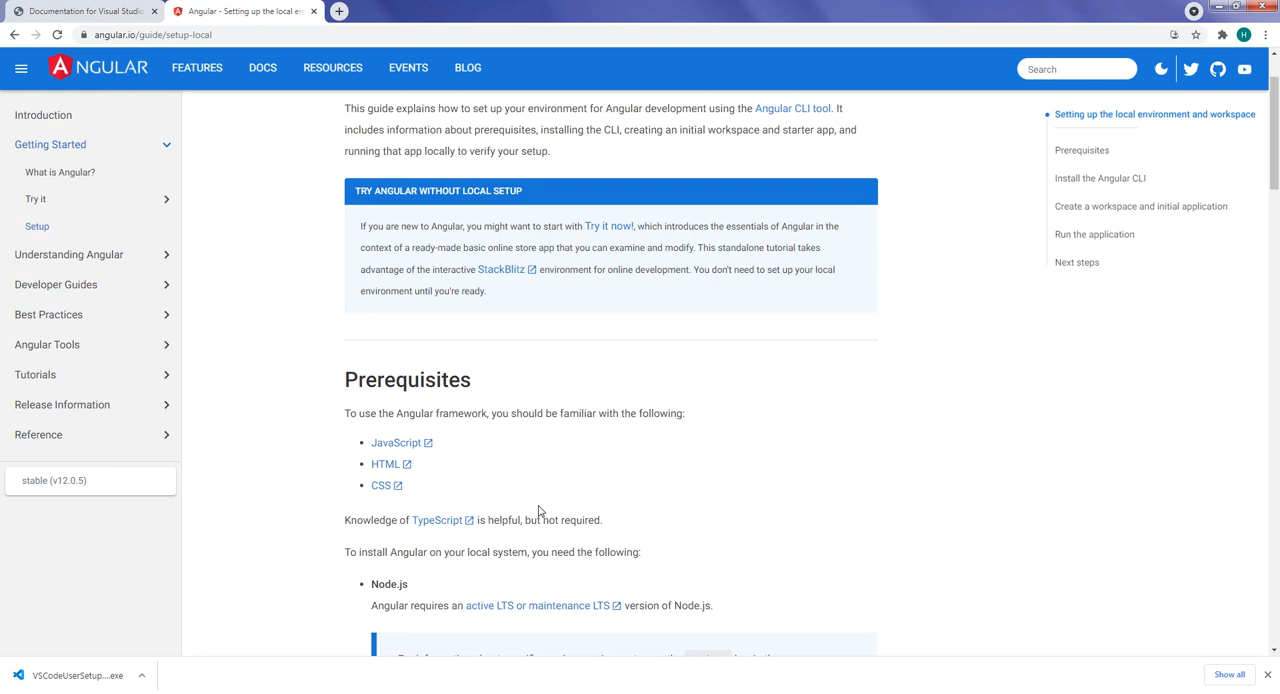 Documentation for Visual Studio
Angular - Setting up the local en
angular.io/guide/setup-local
H
NGULAR
FEATURES
DOCS
RESOURCES
EVENTS
BLOG
Search
Introduction
Getting Started
What is Angular?
Try it
Setup
Understanding Angular
Developer Guides
Best Practices
Angular Tools
Tutorials
Release Information
Reference
stable (v12.0.5)
This guide explains how to set up your environment for Angular development using the Angular CLI tool. It
includes information about prerequisites, installing the CLI, creating an initial workspace and starter app, and
running that app locally to verify your setup.
TRY ANGULAR WITHOUT LOCAL SETUP
If you are new to Angular, you might want to start with Try it now!, which introduces the essentials of Angular in the
context of a ready-made basic online store app that you can examine and modify. This standalone tutorial takes
advantage of the interactive StackBlitz environment for online development. You don't need to set up your local
environment until you're ready.
Prerequisites
To use the Angular framework, you should be familiar with the following:
• JavaScript
• HTML
• CSS
Knowledge of TypeScript is helpful, but not required.
To install Angular on your local system, you need the following:
• Node.js
Angular requires an active LTS or maintenance LTS version of Node.js.
Setting up the local environment and workspace
Prerequisites
Install the Angular CLI
Create a workspace and initial application
Run the application
Next steps
VSCodeUserSetup....exe
Show all